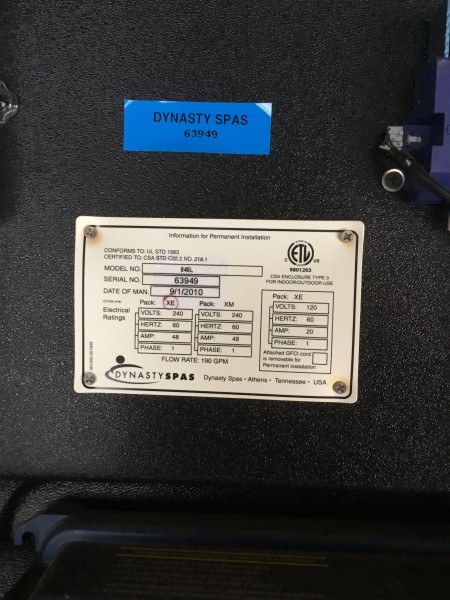 DYNASTY SPAS
63949
Information for Permanent Installation
CONFORMS TO: UL STD 1563
CERTIFIED TO: CSA STD C22.2 NO. 218.1
MODEL NO.
SERIAL NO. 63949
DATE OF MAN. 9/1/2010
ETL
C US
9801203
CSA ENCLOSURE TYPE 3
FOR INDOOR/OUTDOOR USE
Electrical Ratings
Pack: XE
VOLTS: 240
HERTZ: 60
AMP: 48
PHASE: 1
Pack: XM
VOLTS: 240
HERTZ: 60
AMP: 48
PHASE: 1
Pack: XE
VOLTS: 120
HERTZ: 60
AMP: 20
PHASE: 1
Attached GFCI cord
is removable for
Permanent installation
FLOW RATE: 190 GPM
DYNASTY SPAS
Dynasty Spas • Athens • Tennessee • USA